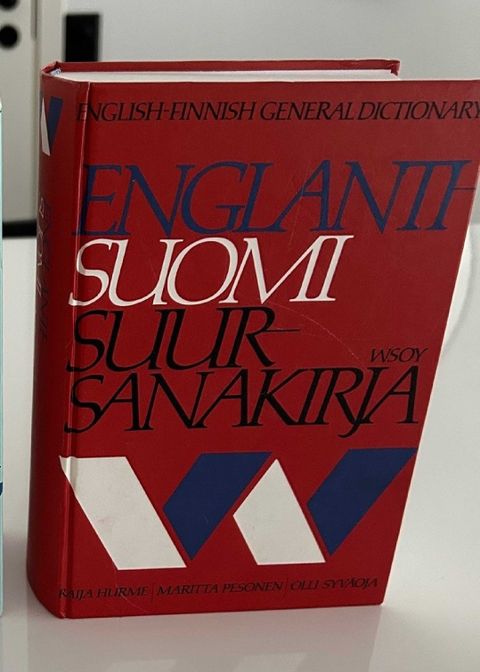 ENGLISH-FINNISH GENERAL DICTIONARY
ENGLANTI-
SUOMI
SUUR-
WSOY
SANAKIRJA
RAIJA HURME | MARITTA PESONEN | OLLI SYVÄOJA